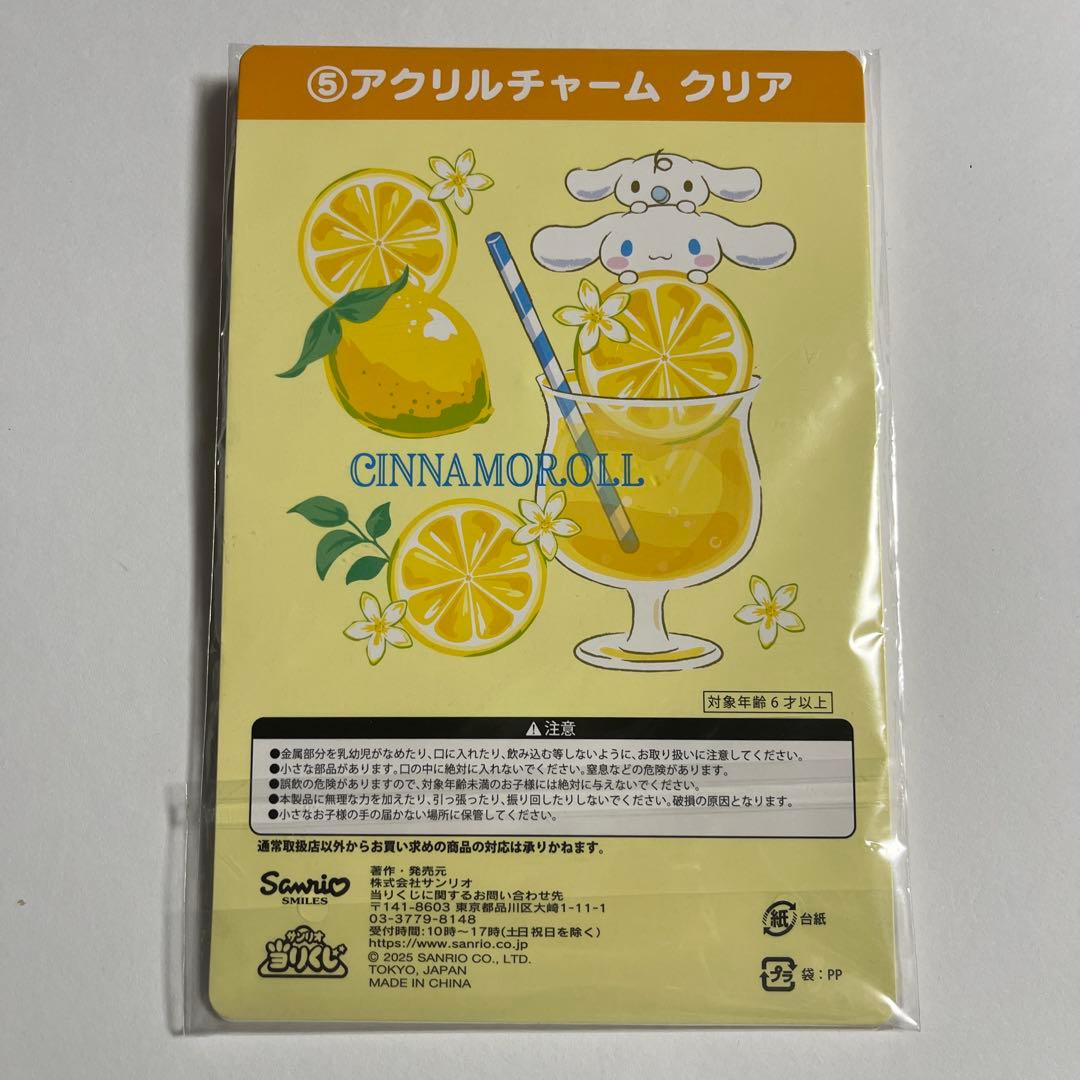 ⑤アクリルチャーム クリア
CINNAMOROLL
対象年齢6才以上
⚠注意
●金属部分を乳幼児がなめたり、口に入れたり、飲み込む等しないように、お取り扱いに注意してください。
●小さな部品があります。口の中に絶対に入れないでください。窒息などの危険があります。
●誤飲の危険がありますので、対象年齢未満のお子様には絶対に与えないでください。
●本製品に無理な力を加えたり、引っ張ったり、振り回したりしないでください。破損の原因となります。
●小さなお子様の手の届かない場所に保管してください。
通常取扱店以外からお買い求めの商品の対応は承りかねます。
Sanrio
SMILES
サンリオ
当りくじ
著作・発売元
株式会社サンリオ
当りくじに関するお問い合わせ先
〒141-8603 東京都品川区大崎1-11-1
03-3779-8148
受付時間:10時〜17時(土日祝日を除く)
https://www.sanrio.co.jp
© 2025 SANRIO CO., LTD.
TOKYO, JAPAN
MADE IN CHINA
紙 台紙
プラ 袋:PP